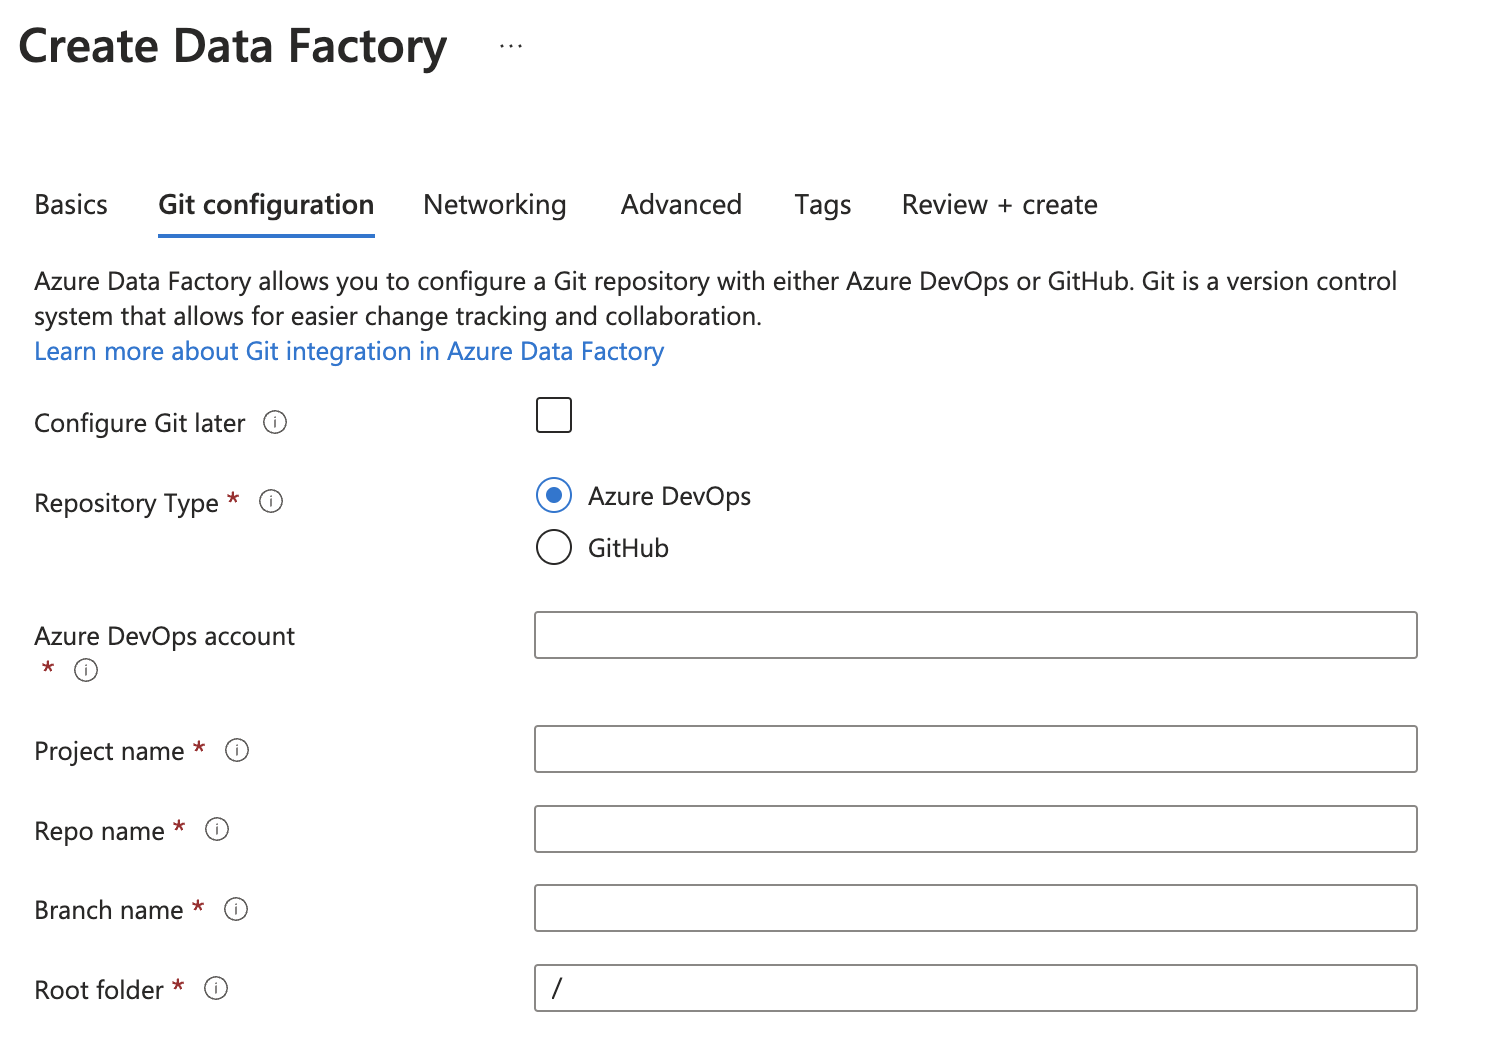 Create Data Factory ...
Basics Git configuration Networking Advanced Tags Review + create
Azure Data Factory allows you to configure a Git repository with either Azure DevOps or GitHub. Git is a version control
system that allows for easier change tracking and collaboration.
Learn more about Git integration in Azure Data Factory
Configure Git later
Repository Type *
Azure DevOps
GitHub
Azure DevOps account
*
Project name *
Repo name *
Branch name *
Root folder * /